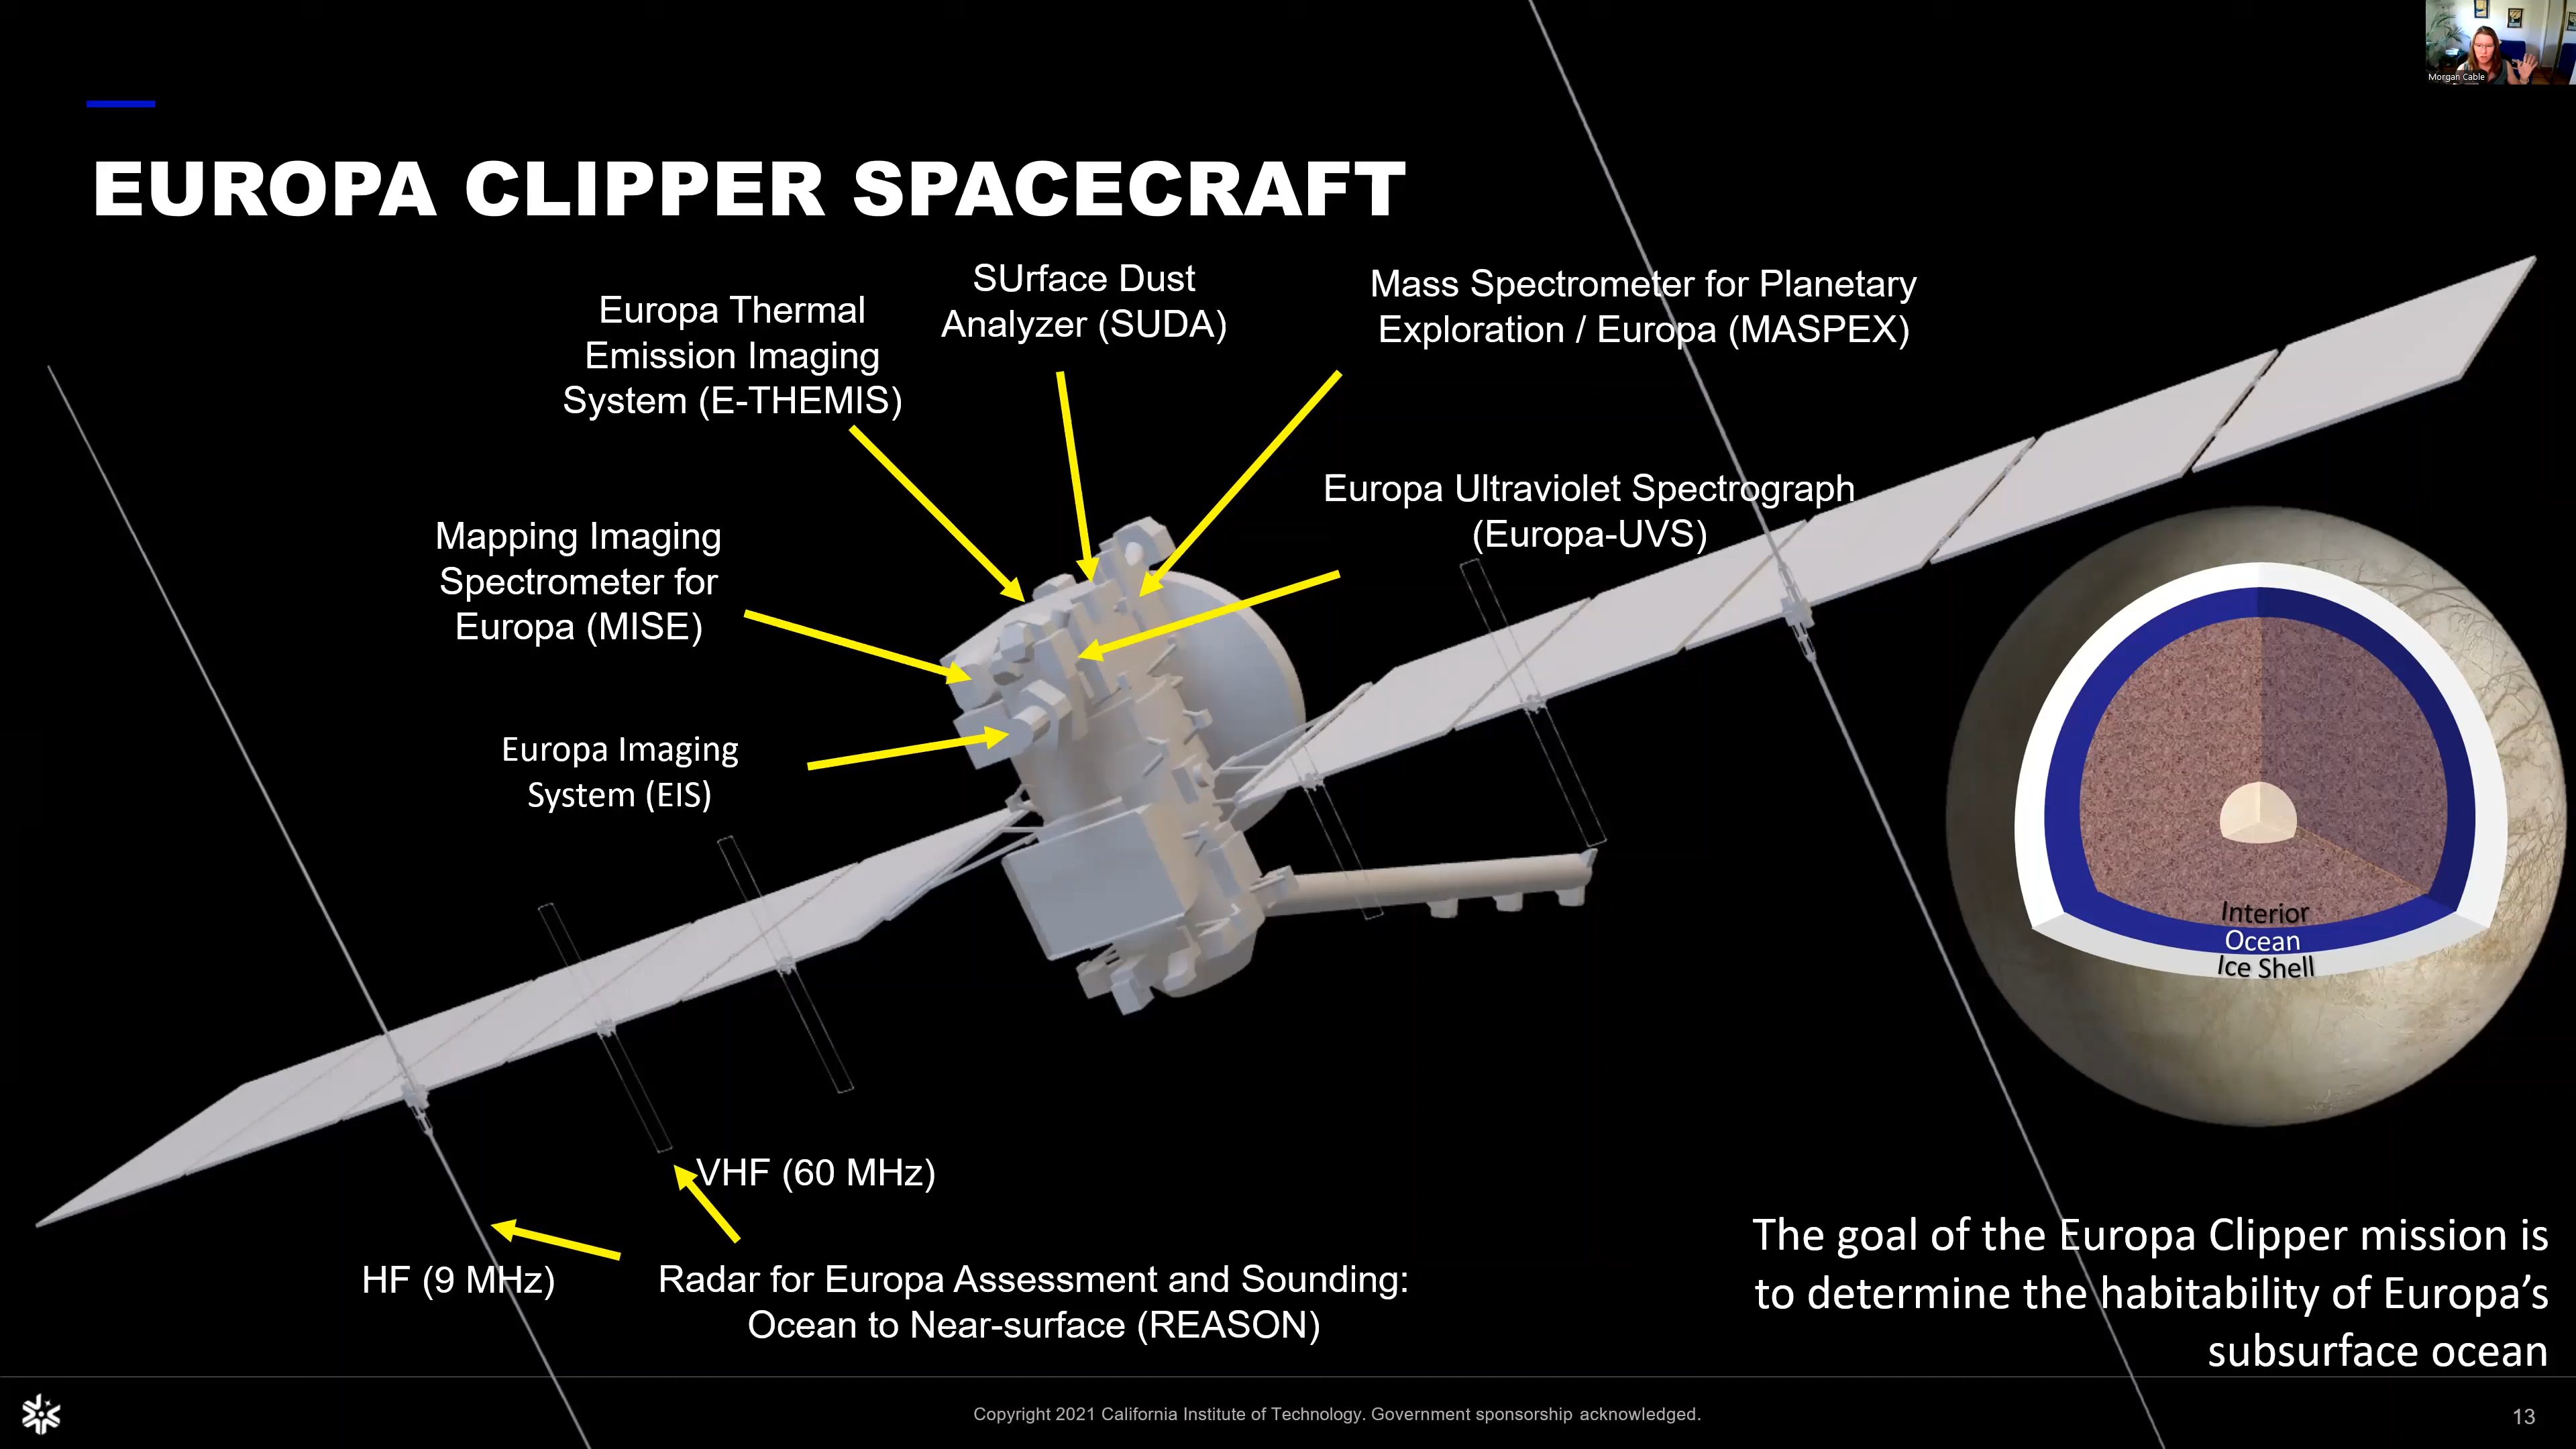 Morgan Cable
EUROPA CLIPPER SPACECRAFT
Europa Thermal
Emission Imaging
System (E-THEMIS)
SUrface Dust
Analyzer (SUDA)
Mass Spectrometer for Planetary
Exploration / Europa (MASPEX)
Europa Ultraviolet Spectrograph
(Europa-UVS)
Mapping Imaging
Spectrometer for
Europa (MISE)
Europa Imaging
System (EIS)
Interior
Ocean
Ice Shell
VHF (60 MHz)
HF (9 MHz)
Radar for Europa Assessment and Sounding:
Ocean to Near-surface (REASON)
The goal of the Europa Clipper mission is
to determine the habitability of Europa’s
subsurface ocean
Copyright 2021 California Institute of Technology. Government sponsorship acknowledged.
13